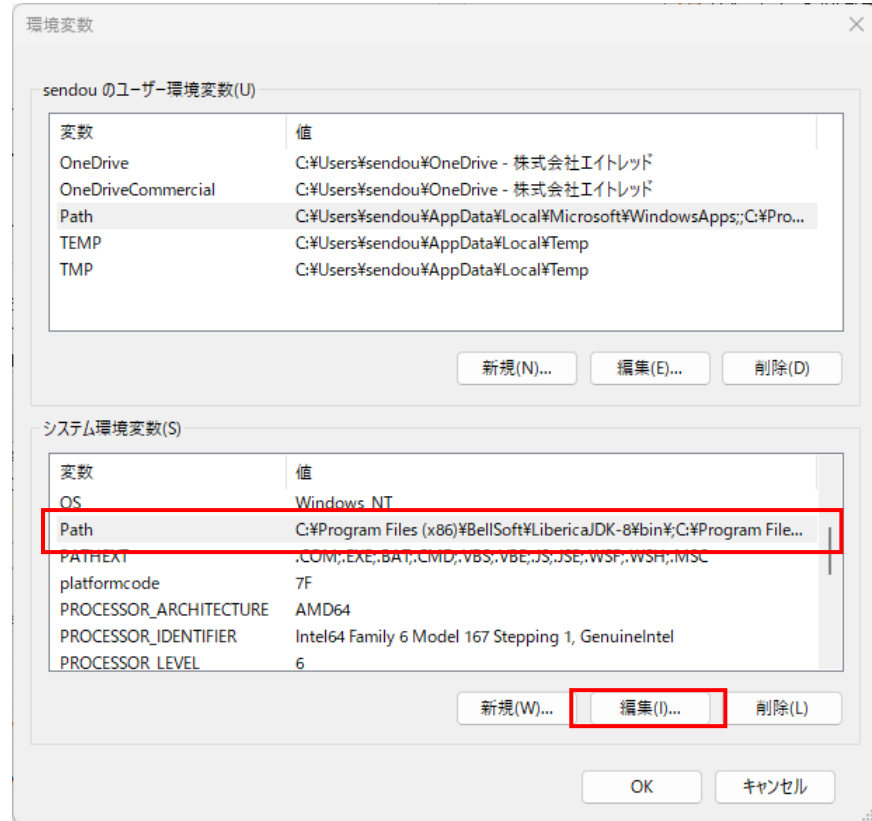 環境変数
sendou のユーザー環境変数(U)
変数 値
OneDrive C:¥Users¥sendou¥OneDrive - 株式会社エイトレッド
OneDriveCommercial C:¥Users¥sendou¥OneDrive - 株式会社エイトレッド
Path C:¥Users¥sendou¥AppData¥Local¥Microsoft¥WindowsApps;;C:¥Pro...
TEMP C:¥Users¥sendou¥AppData¥Local¥Temp
TMP C:¥Users¥sendou¥AppData¥Local¥Temp
新規(N)... 編集(E)... 削除(D)
システム環境変数(S)
変数 値
OS Windows_NT
Path C:¥Program Files (x86)¥BellSoft¥LibericaJDK-8¥bin¥;C:¥Program File...
PATHEXT .COM;.EXE;.BAT;.CMD;.VBS;.VBE;.JS;.JSE;.WSF;.WSH;.MSC
platformcode 7F
PROCESSOR_ARCHITECTURE AMD64
PROCESSOR_IDENTIFIER Intel64 Family 6 Model 167 Stepping 1, GenuineIntel
PROCESSOR_LEVEL 6
新規(W)... 編集(I)... 削除(L)
OK キャンセル